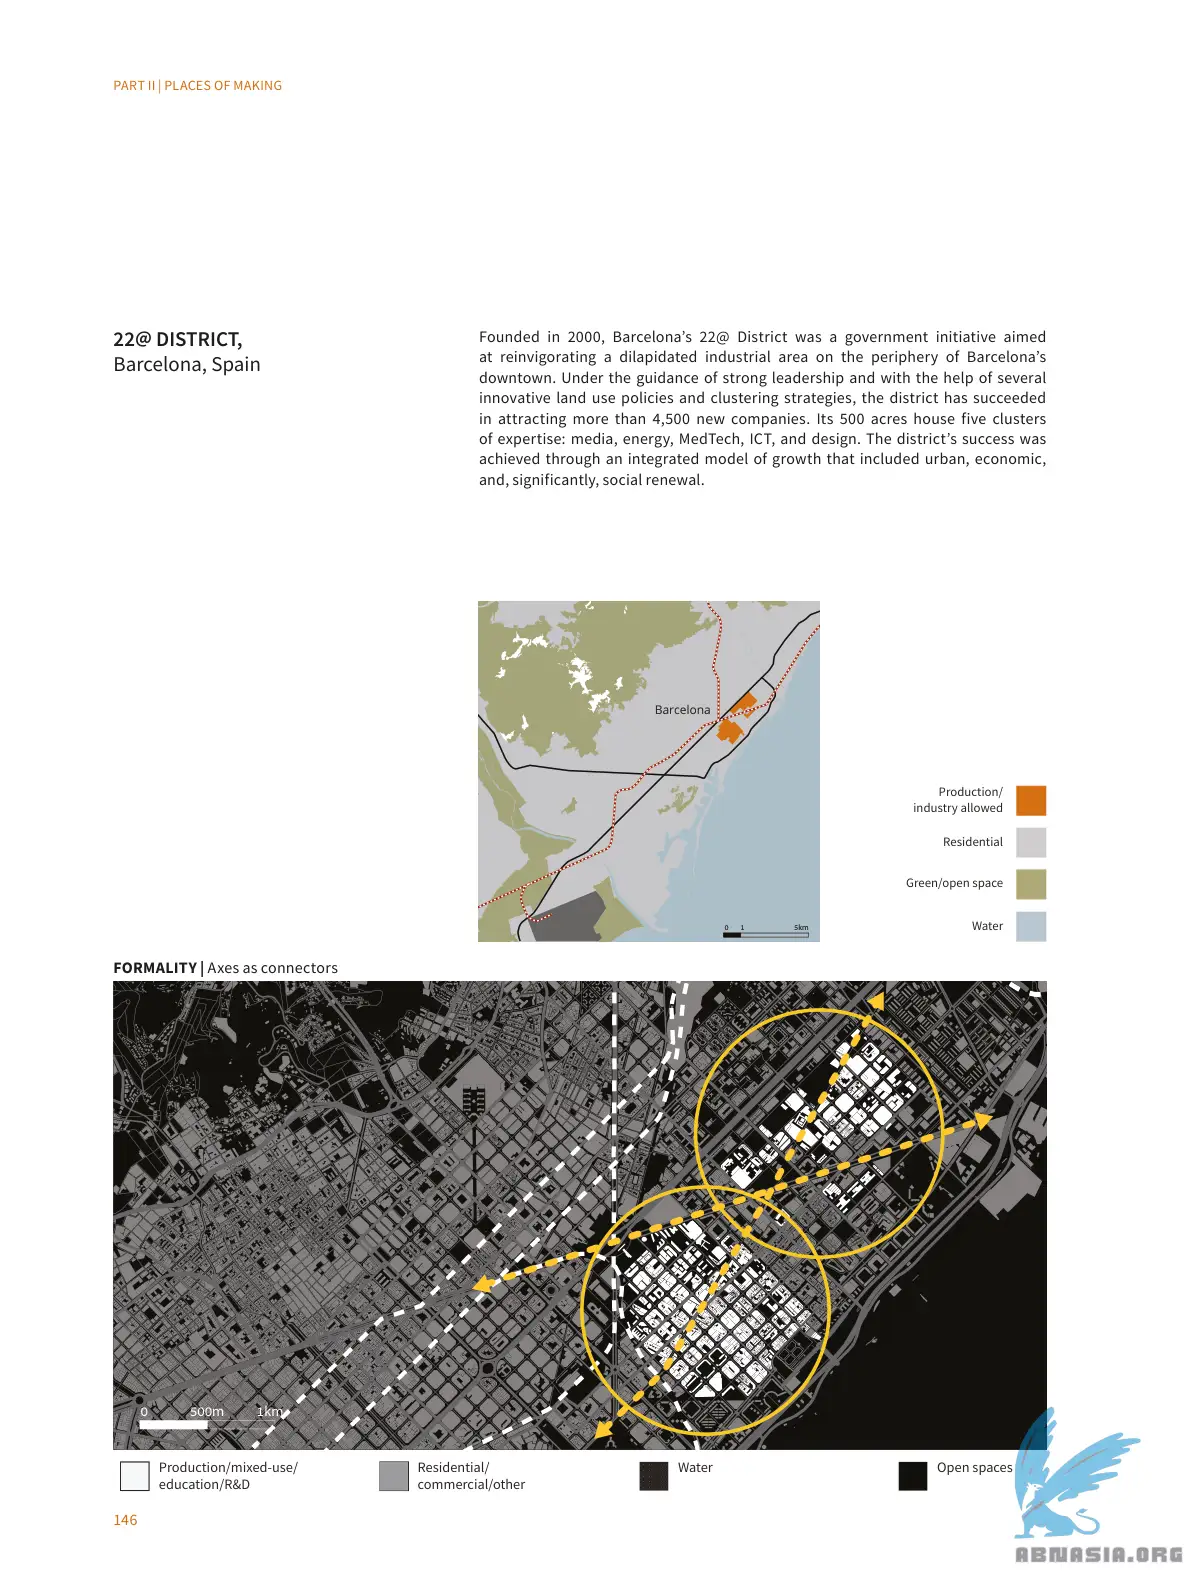 PART II | PLACES OF MAKING
22@ DISTRICT,
Barcelona, Spain
Founded in 2000, Barcelona’s 22@ District was a government initiative aimed
at reinvigorating a dilapidated industrial area on the periphery of Barcelona’s
downtown. Under the guidance of strong leadership and with the help of several
innovative land use policies and clustering strategies, the district has succeeded
in attracting more than 4,500 new companies. Its 500 acres house five clusters
of expertise: media, energy, MedTech, ICT, and design. The district’s success was
achieved through an integrated model of growth that included urban, economic,
and, significantly, social renewal.
Barcelona
0 1 5km
Production/
industry allowed
Residential
Green/open space
Water
FORMALITY | Axes as connectors
0 500m 1km
Production/mixed-use/
education/R&D
Residential/
commercial/other
Water
Open spaces
146
ABNASIA.ORG